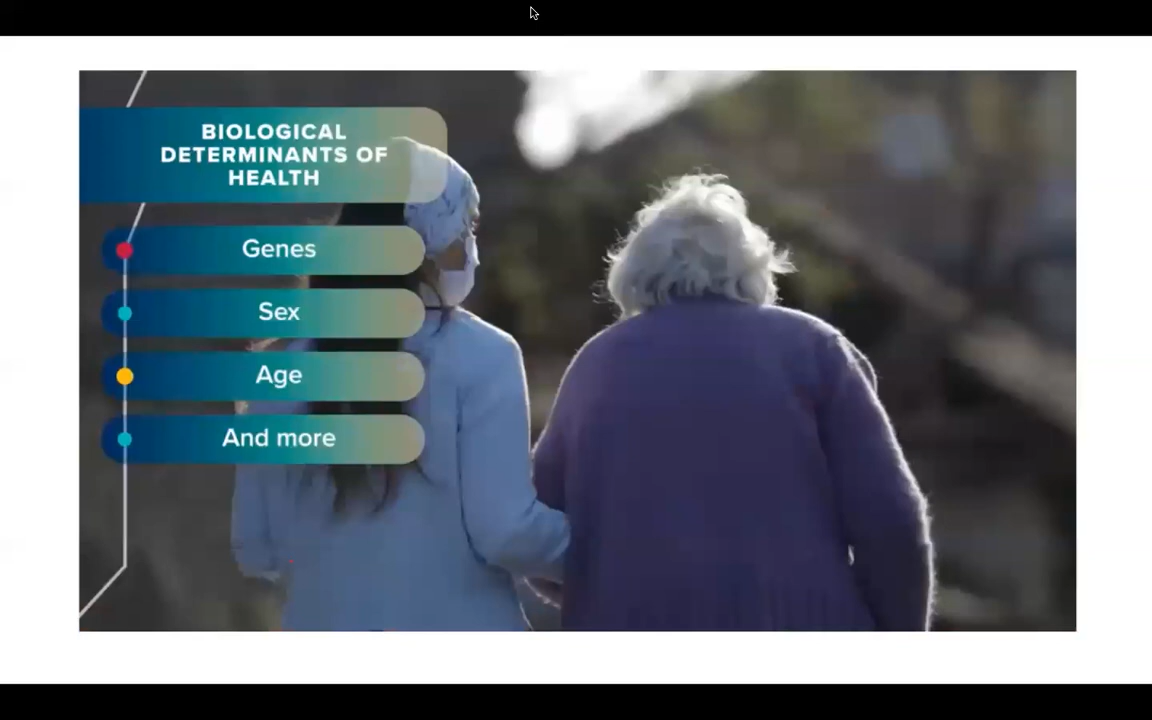 BIOLOGICAL
DETERMINANTS OF
HEALTH
Genes
Sex
Age
And more